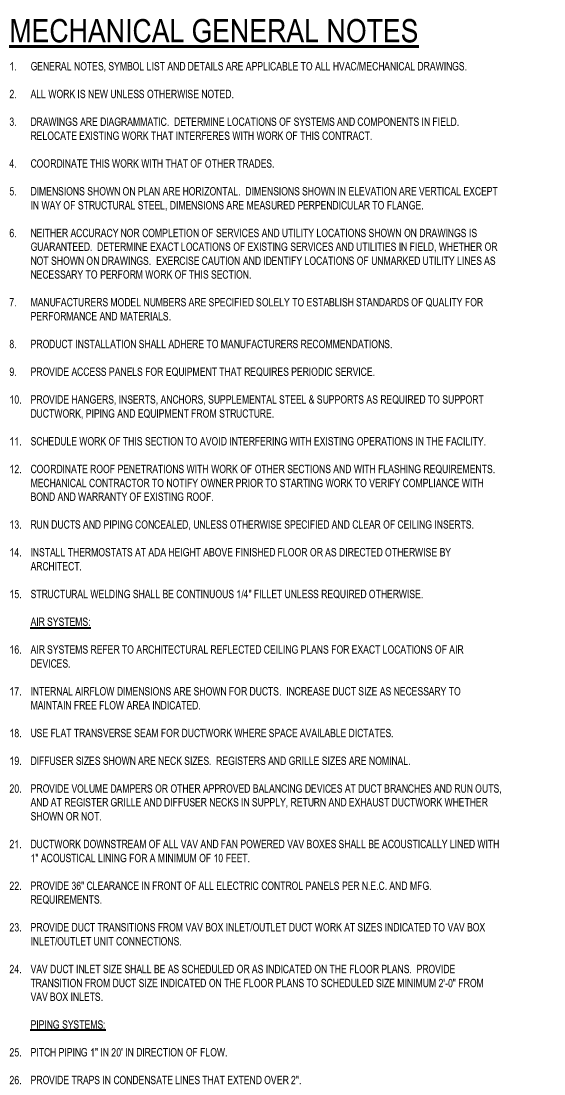 MECHANICAL GENERAL NOTES
1. GENERAL NOTES, SYMBOL LIST AND DETAILS ARE APPLICABLE TO ALL HVAC/MECHANICAL DRAWINGS.
2. ALL WORK IS NEW UNLESS OTHERWISE NOTED.
3. DRAWINGS ARE DIAGRAMMATIC. DETERMINE LOCATIONS OF SYSTEMS AND COMPONENTS IN FIELD.
RELOCATE EXISTING WORK THAT INTERFERES WITH WORK OF THIS CONTRACT.
4. COORDINATE THIS WORK WITH THAT OF OTHER TRADES.
5. DIMENSIONS SHOWN ON PLAN ARE HORIZONTAL. DIMENSIONS SHOWN IN ELEVATION ARE VERTICAL EXCEPT
IN WAY OF STRUCTURAL STEEL, DIMENSIONS ARE MEASURED PERPENDICULAR TO FLANGE.
6. NEITHER ACCURACY NOR COMPLETION OF SERVICES AND UTILITY LOCATIONS SHOWN ON DRAWINGS IS
GUARANTEED. DETERMINE EXACT LOCATIONS OF EXISTING SERVICES AND UTILITIES IN FIELD, WHETHER OR
NOT SHOWN ON DRAWINGS. EXERCISE CAUTION AND IDENTIFY LOCATIONS OF UNMARKED UTILITY LINES AS
NECESSARY TO PERFORM WORK OF THIS SECTION.
7. MANUFACTURERS MODEL NUMBERS ARE SPECIFIED SOLELY TO ESTABLISH STANDARDS OF QUALITY FOR
PERFORMANCE AND MATERIALS.
8. PRODUCT INSTALLATION SHALL ADHERE TO MANUFACTURERS RECOMMENDATIONS.
9. PROVIDE ACCESS PANELS FOR EQUIPMENT THAT REQUIRES PERIODIC SERVICE.
10. PROVIDE HANGERS, INSERTS, ANCHORS, SUPPLEMENTAL STEEL & SUPPORTS AS REQUIRED TO SUPPORT
DUCTWORK, PIPING AND EQUIPMENT FROM STRUCTURE.
11. SCHEDULE WORK OF THIS SECTION TO AVOID INTERFERING WITH EXISTING OPERATIONS IN THE FACILITY.
12. COORDINATE ROOF PENETRATIONS WITH WORK OF OTHER SECTIONS AND WITH FLASHING REQUIREMENTS.
MECHANICAL CONTRACTOR TO NOTIFY OWNER PRIOR TO STARTING WORK TO VERIFY COMPLIANCE WITH
BOND AND WARRANTY OF EXISTING ROOF.
13. RUN DUCTS AND PIPING CONCEALED, UNLESS OTHERWISE SPECIFIED AND CLEAR OF CEILING INSERTS.
14. INSTALL THERMOSTATS AT ADA HEIGHT ABOVE FINISHED FLOOR OR AS DIRECTED OTHERWISE BY
ARCHITECT.
15. STRUCTURAL WELDING SHALL BE CONTINUOUS 1/4" FILLET UNLESS REQUIRED OTHERWISE.
AIR SYSTEMS:
16. AIR SYSTEMS REFER TO ARCHITECTURAL REFLECTED CEILING PLANS FOR EXACT LOCATIONS OF AIR
DEVICES.
17. INTERNAL AIRFLOW DIMENSIONS ARE SHOWN FOR DUCTS. INCREASE DUCT SIZE AS NECESSARY TO
MAINTAIN FREE FLOW AREA INDICATED.
18. USE FLAT TRANSVERSE SEAM FOR DUCTWORK WHERE SPACE AVAILABLE DICTATES.
19. DIFFUSER SIZES SHOWN ARE NECK SIZES. REGISTERS AND GRILLE SIZES ARE NOMINAL.
20. PROVIDE VOLUME DAMPERS OR OTHER APPROVED BALANCING DEVICES AT DUCT BRANCHES AND RUN OUTS,
AND AT REGISTER GRILLE AND DIFFUSER NECKS IN SUPPLY, RETURN AND EXHAUST DUCTWORK WHETHER
SHOWN OR NOT.
21. DUCTWORK DOWNSTREAM OF ALL VAV AND FAN POWERED VAV BOXES SHALL BE ACOUSTICALLY LINED WITH
1" ACOUSTICAL LINING FOR A MINIMUM OF 10 FEET.
22. PROVIDE 36" CLEARANCE IN FRONT OF ALL ELECTRIC CONTROL PANELS PER N.E.C. AND MFG.
REQUIREMENTS.
23. PROVIDE DUCT TRANSITIONS FROM VAV BOX INLET/OUTLET DUCT WORK AT SIZES INDICATED TO VAV BOX
INLET/OUTLET UNIT CONNECTIONS.
24. VAV DUCT INLET SIZE SHALL BE AS SCHEDULED OR AS INDICATED ON THE FLOOR PLANS. PROVIDE
TRANSITION FROM DUCT SIZE INDICATED ON THE FLOOR PLANS TO SCHEDULED SIZE MINIMUM 2'-0" FROM
VAV BOX INLETS.
PIPING SYSTEMS:
25. PITCH PIPING 1" IN 20' IN DIRECTION OF FLOW.
26. PROVIDE TRAPS IN CONDENSATE LINES THAT EXTEND OVER 2".